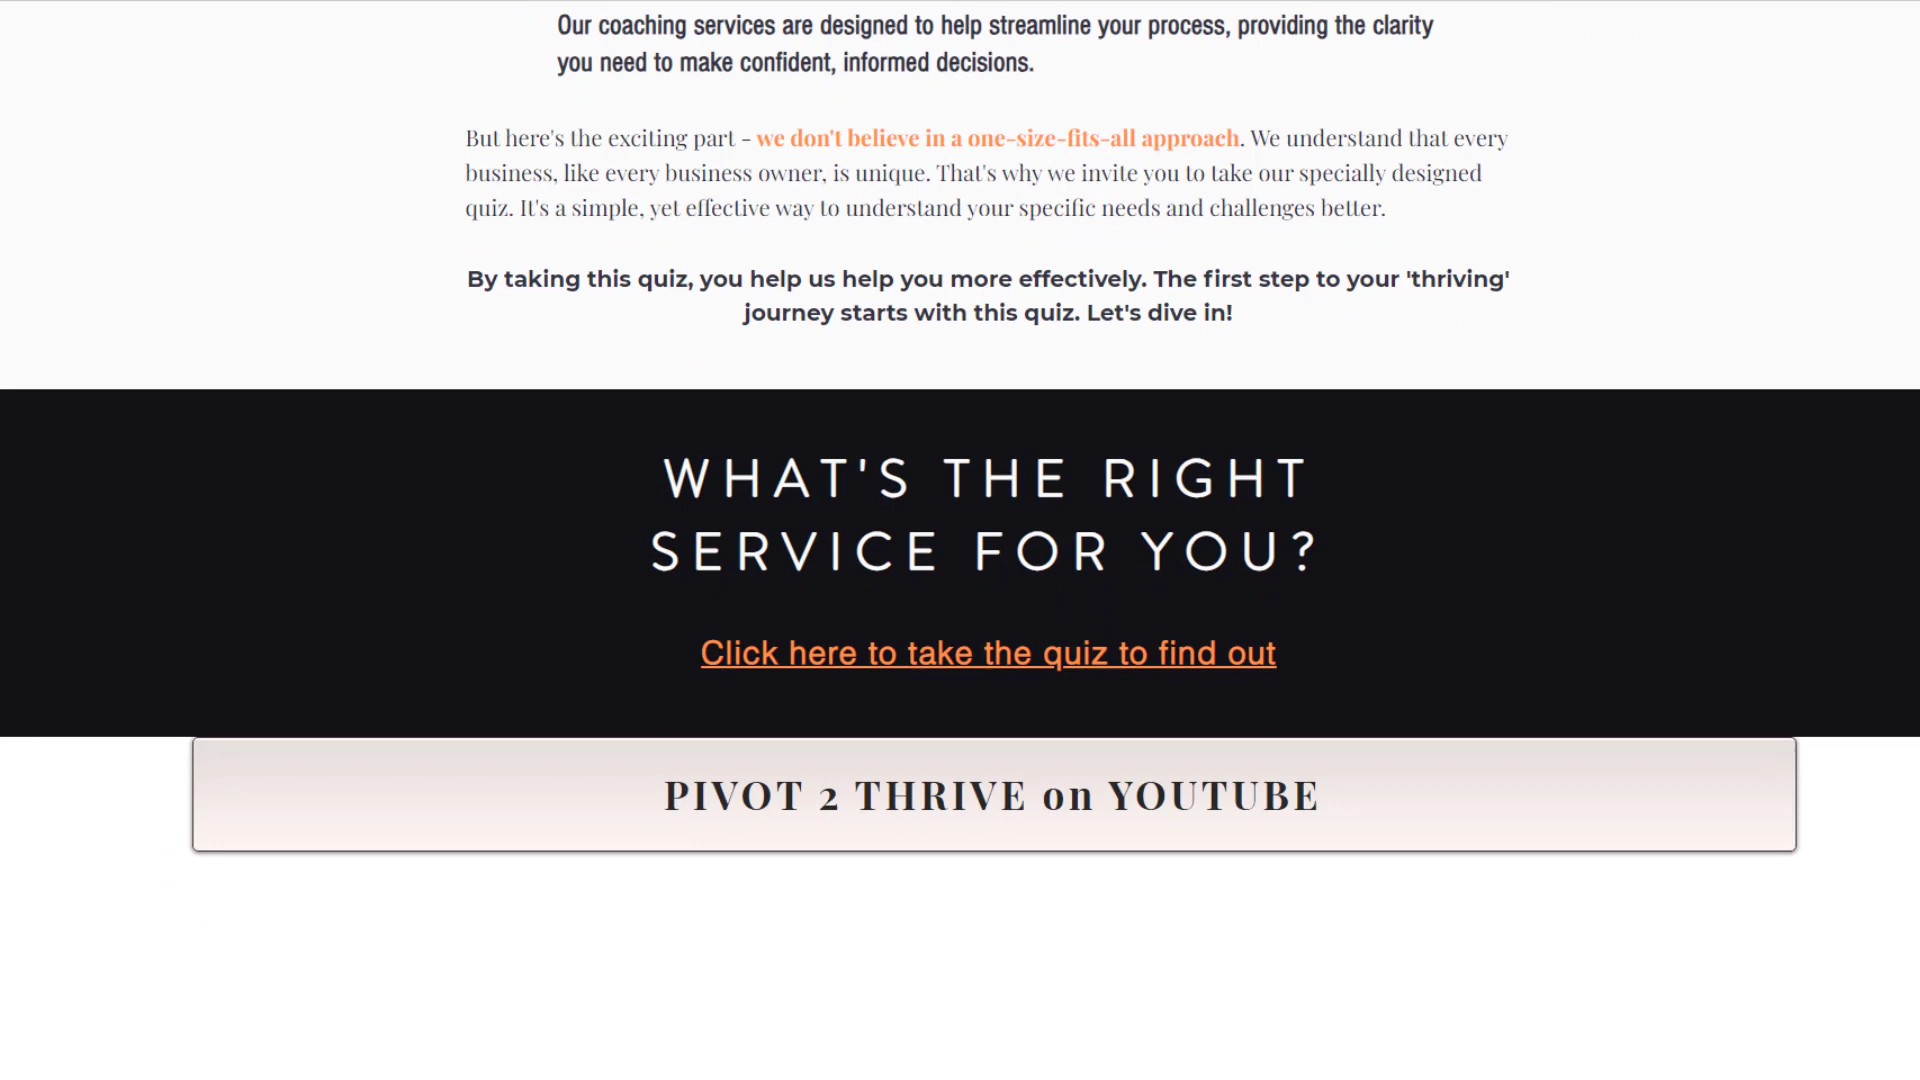 Our coaching services are designed to help streamline your process, providing the clarity
you need to make confident, informed decisions.
But here's the exciting part - we don't believe in a one-size-fits-all approach. We understand that every
business, like every business owner, is unique. That's why we invite you to take our specially designed
quiz. It's a simple, yet effective way to understand your specific needs and challenges better.
By taking this quiz, you help us help you more effectively. The first step to your 'thriving'
journey starts with this quiz. Let's dive in!
WHAT'S THE RIGHT
SERVICE FOR YOU?
Click here to take the quiz to find out
PIVOT 2 THRIVE on YOUTUBE